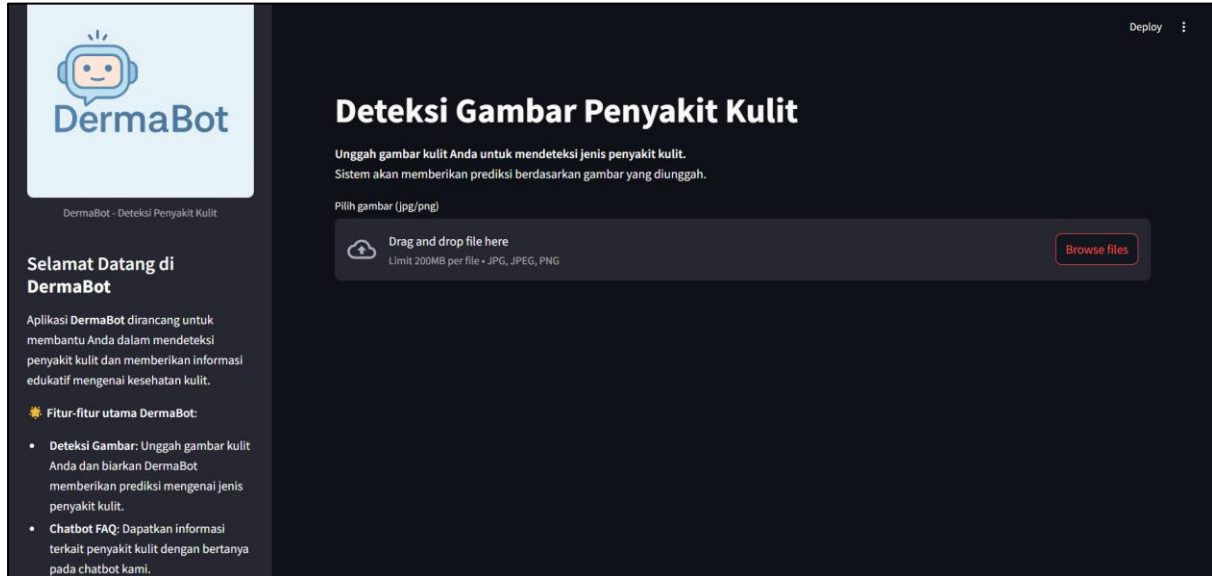 DermaBot
DermaBot - Deteksi Penyakit Kulit
Selamat Datang di
DermaBot
Aplikasi DermaBot dirancang untuk
membantu Anda dalam mendeteksi
penyakit kulit dan memberikan informasi
edukatif mengenai kesehatan kulit.
🌟 Fitur-fitur utama DermaBot:
• Deteksi Gambar: Unggah gambar kulit
Anda dan biarkan DermaBot
memberikan prediksi mengenai jenis
penyakit kulit.
• Chatbot FAQ: Dapatkan informasi
terkait penyakit kulit dengan bertanya
pada chatbot kami.
Deploy
Deteksi Gambar Penyakit Kulit
Unggah gambar kulit Anda untuk mendeteksi jenis penyakit kulit.
Sistem akan memberikan prediksi berdasarkan gambar yang diunggah.
Pilih gambar (jpg/png)
Drag and drop file here
Limit 200MB per file • JPG, JPEG, PNG
Browse files